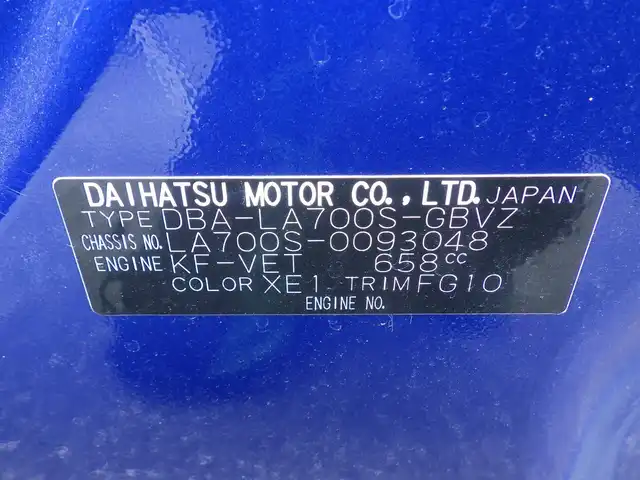 DAIHATSU MOTOR CO., LTD. JAPAN
TYPE DBA-LA700S-GBVZ
CHASSIS NO. LA700S-0093048
ENGINE KF-VET 658cc
COLOR XE1 TRIM FG10
ENGINE NO.